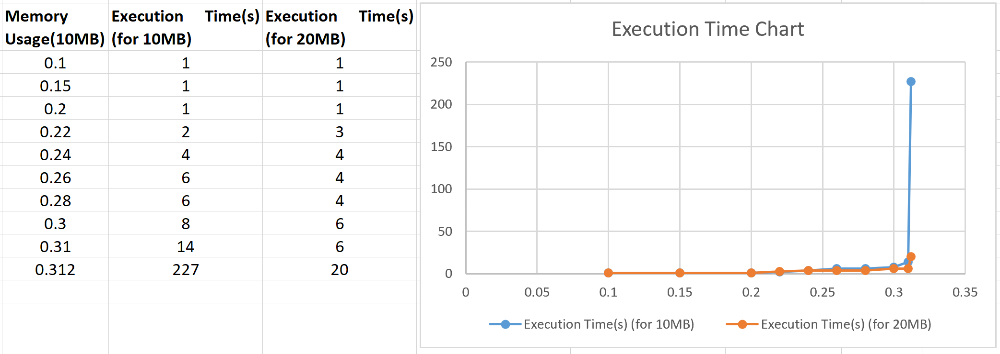 Memory Usage(10MB) Execution Time(s) (for 10MB) Execution Time(s) (for 20MB)
0.1 1 1
0.15 1 1
0.2 1 1
0.22 2 3
0.24 4 4
0.26 6 4
0.28 6 4
0.3 8 6
0.31 14 6
0.312 227 20
Execution Time Chart
250
200
150
100
50
0
0 0.05 0.1 0.15 0.2 0.25 0.3 0.35
Execution Time(s) (for 10MB) Execution Time(s) (for 20MB)